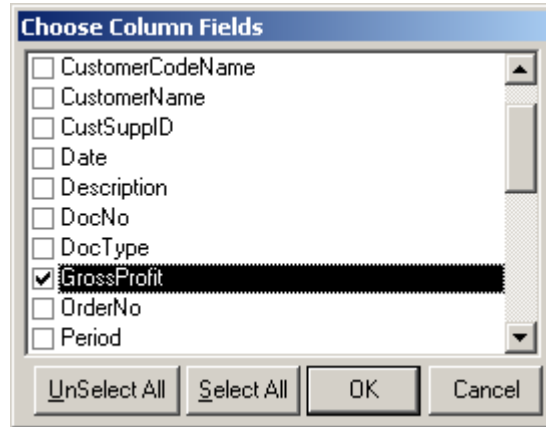 Choose Column Fields
CustomerCodeName
CustomerName
CustSuppID
Date
Description
DocNo
DocType
GrossProfit
OrderNo
Period
UnSelect All Select All OK Cancel